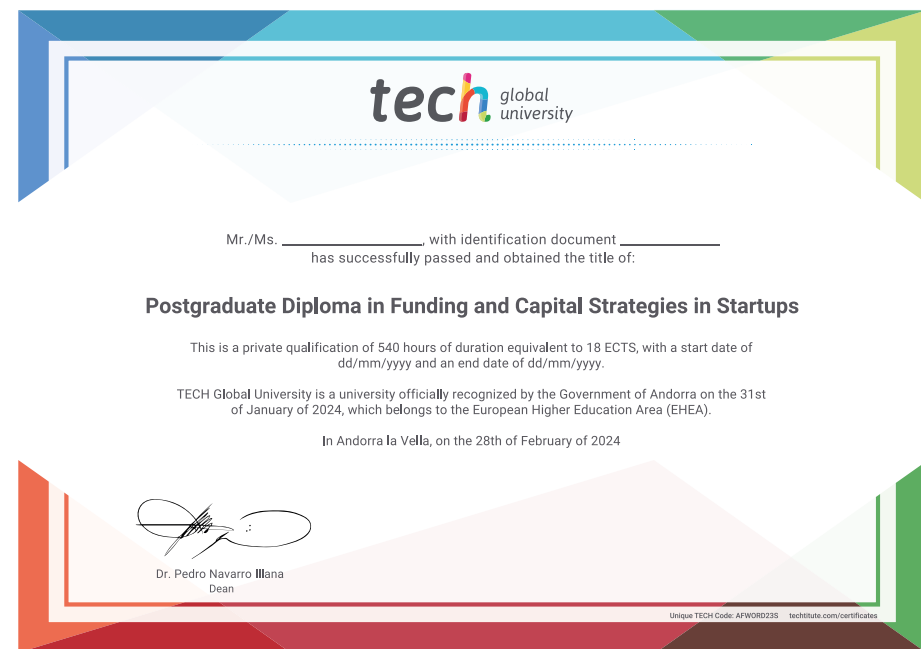 tech global university
Mr./Ms. ____________________, with identification document ______________
has successfully passed and obtained the title of:
Postgraduate Diploma in Funding and Capital Strategies in Startups
This is a private qualification of 540 hours of duration equivalent to 18 ECTS, with a start date of
dd/mm/yyyy and an end date of dd/mm/yyyy.
TECH Global University is a university officially recognized by the Government of Andorra on the 31st
of January of 2024, which belongs to the European Higher Education Area (EHEA).
In Andorra la Vella, on the 28th of February of 2024
Dr. Pedro Navarro Illana
Dean
Unique TECH Code: AFWORD23S techtitute.com/certificates